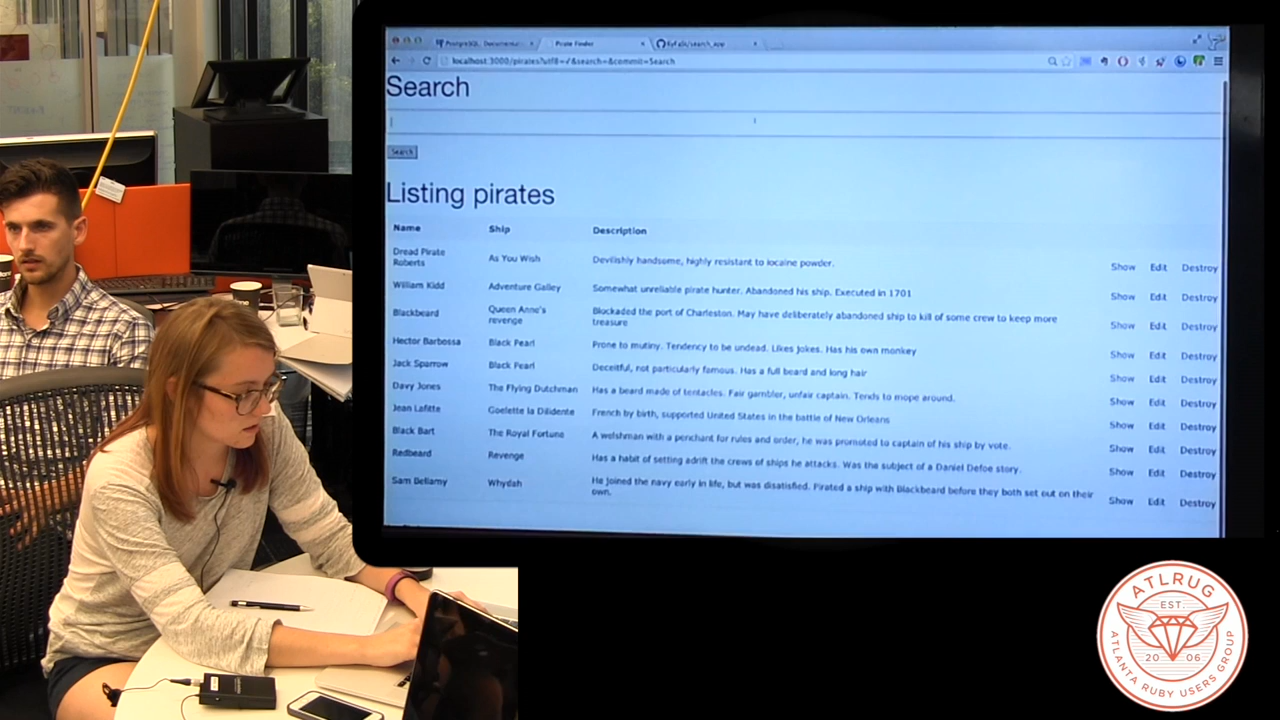 PostgreSQL: Documentat
Pirate Finder
KyFaSt/search_app
localhost:3000/pirates?utf8=✓&search=&commit=Search
Search
Search
Listing pirates
Name Ship Description
Dread Pirate Roberts As You Wish Devilishly handsome, highly resistant to iocaine powder. Show Edit Destroy
William Kidd Adventure Galley Somewhat unreliable pirate hunter. Abandoned his ship. Executed in 1701 Show Edit Destroy
Blackbeard Queen Anne's revenge Blockaded the port of Charleston. May have deliberately abandoned ship to kill of some crew to keep more treasure Show Edit Destroy
Hector Barbossa Black Pearl Prone to mutiny. Tendency to be undead. Likes jokes. Has his own monkey Show Edit Destroy
Jack Sparrow Black Pearl Deceitful, not particularly famous. Has a full beard and long hair Show Edit Destroy
Davy Jones The Flying Dutchman Has a beard made of tentacles. Fair gambler, unfair captain. Tends to mope around. Show Edit Destroy
Jean Lafitte Goelette la Dilidente French by birth, supported United States in the battle of New Orleans Show Edit Destroy
Black Bart The Royal Fortune A welshman with a penchant for rules and order, he was promoted to captain of his ship by vote. Show Edit Destroy
Redbeard Revenge Has a habit of setting adrift the crews of ships he attacks. Was the subject of a Daniel Defoe story. Show Edit Destroy
Sam Bellamy Whydah He joined the navy early in life, but was disatisfied. Pirated a ship with Blackbeard before they both set out on their own. Show Edit Destroy
ATLRUG
EST.
20 06
ATLANTA RUBY USERS GROUP